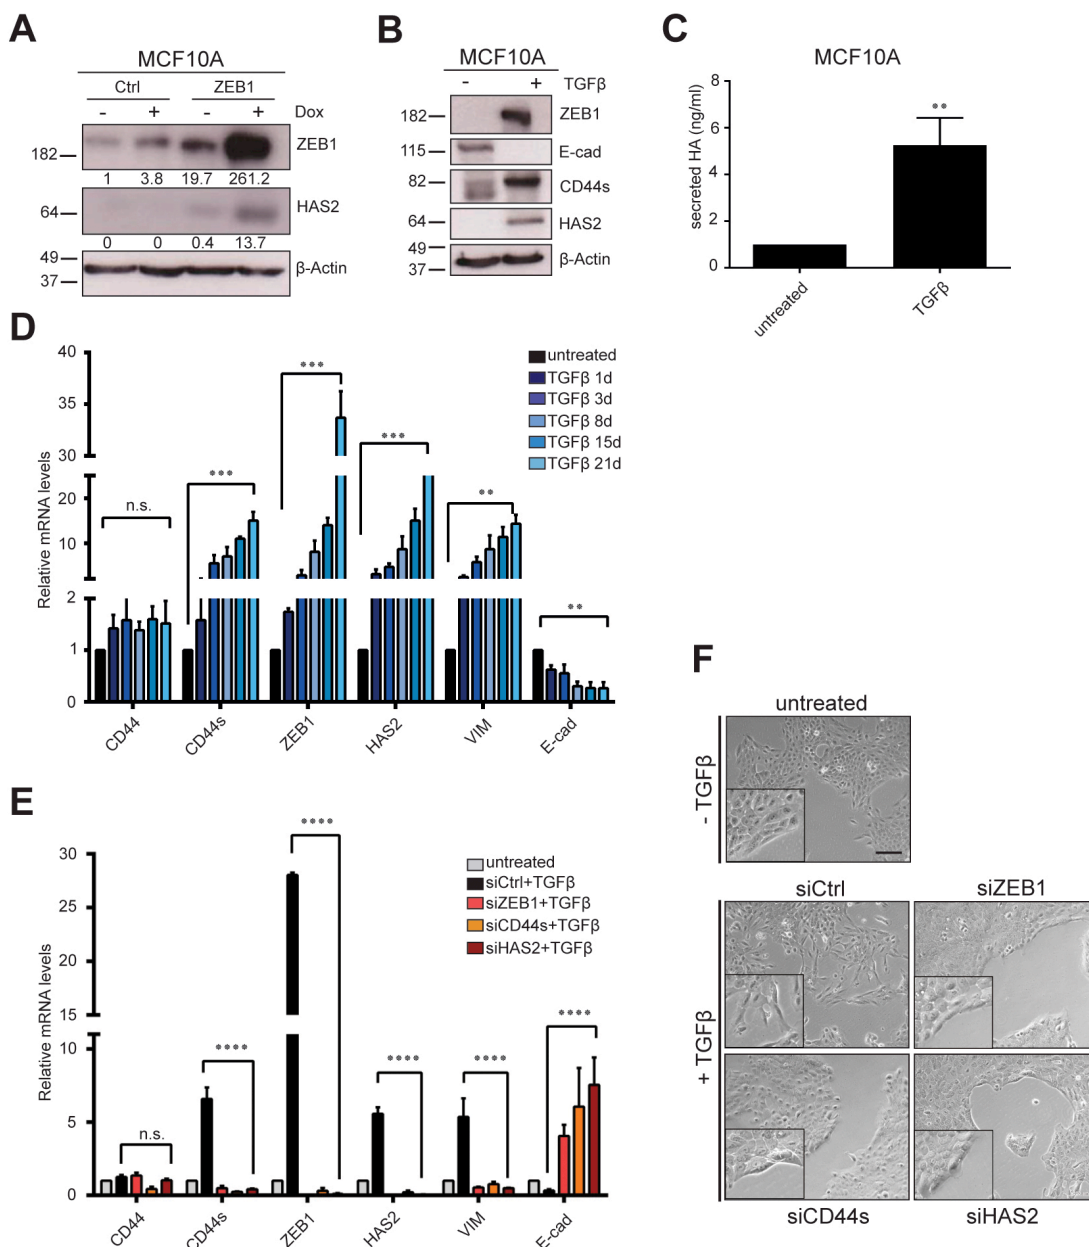 A
MCF10A
Ctrl ZEB1
- + - + Dox
182 ZEB1
1 3.8 19.7 261.2
64 HAS2
0 0 0.4 13.7
49
37 β-Actin
B
MCF10A
- + TGFβ
182 ZEB1
115 E-cad
82 CD44s
64 HAS2
49
37 β-Actin
C
MCF10A
secreted HA (ng/ml)
8
6
4
2
0
**
untreated
TGFβ
D
Relative mRNA levels
40
35
30
20
10
2
1
0
n.s.
***
***
***
**
**
untreated
TGFβ 1d
TGFβ 3d
TGFβ 8d
TGFβ 15d
TGFβ 21d
CD44
CD44s
ZEB1
HAS2
VIM
E-cad
E
Relative mRNA levels
30
25
20
15
10
5
0
n.s.
****
****
****
****
****
untreated
siCtrl+TGFβ
siZEB1+TGFβ
siCD44s+TGFβ
siHAS2+TGFβ
CD44
CD44s
ZEB1
HAS2
VIM
E-cad
F
untreated
- TGFβ
siCtrl siZEB1
+ TGFβ
siCD44s siHAS2